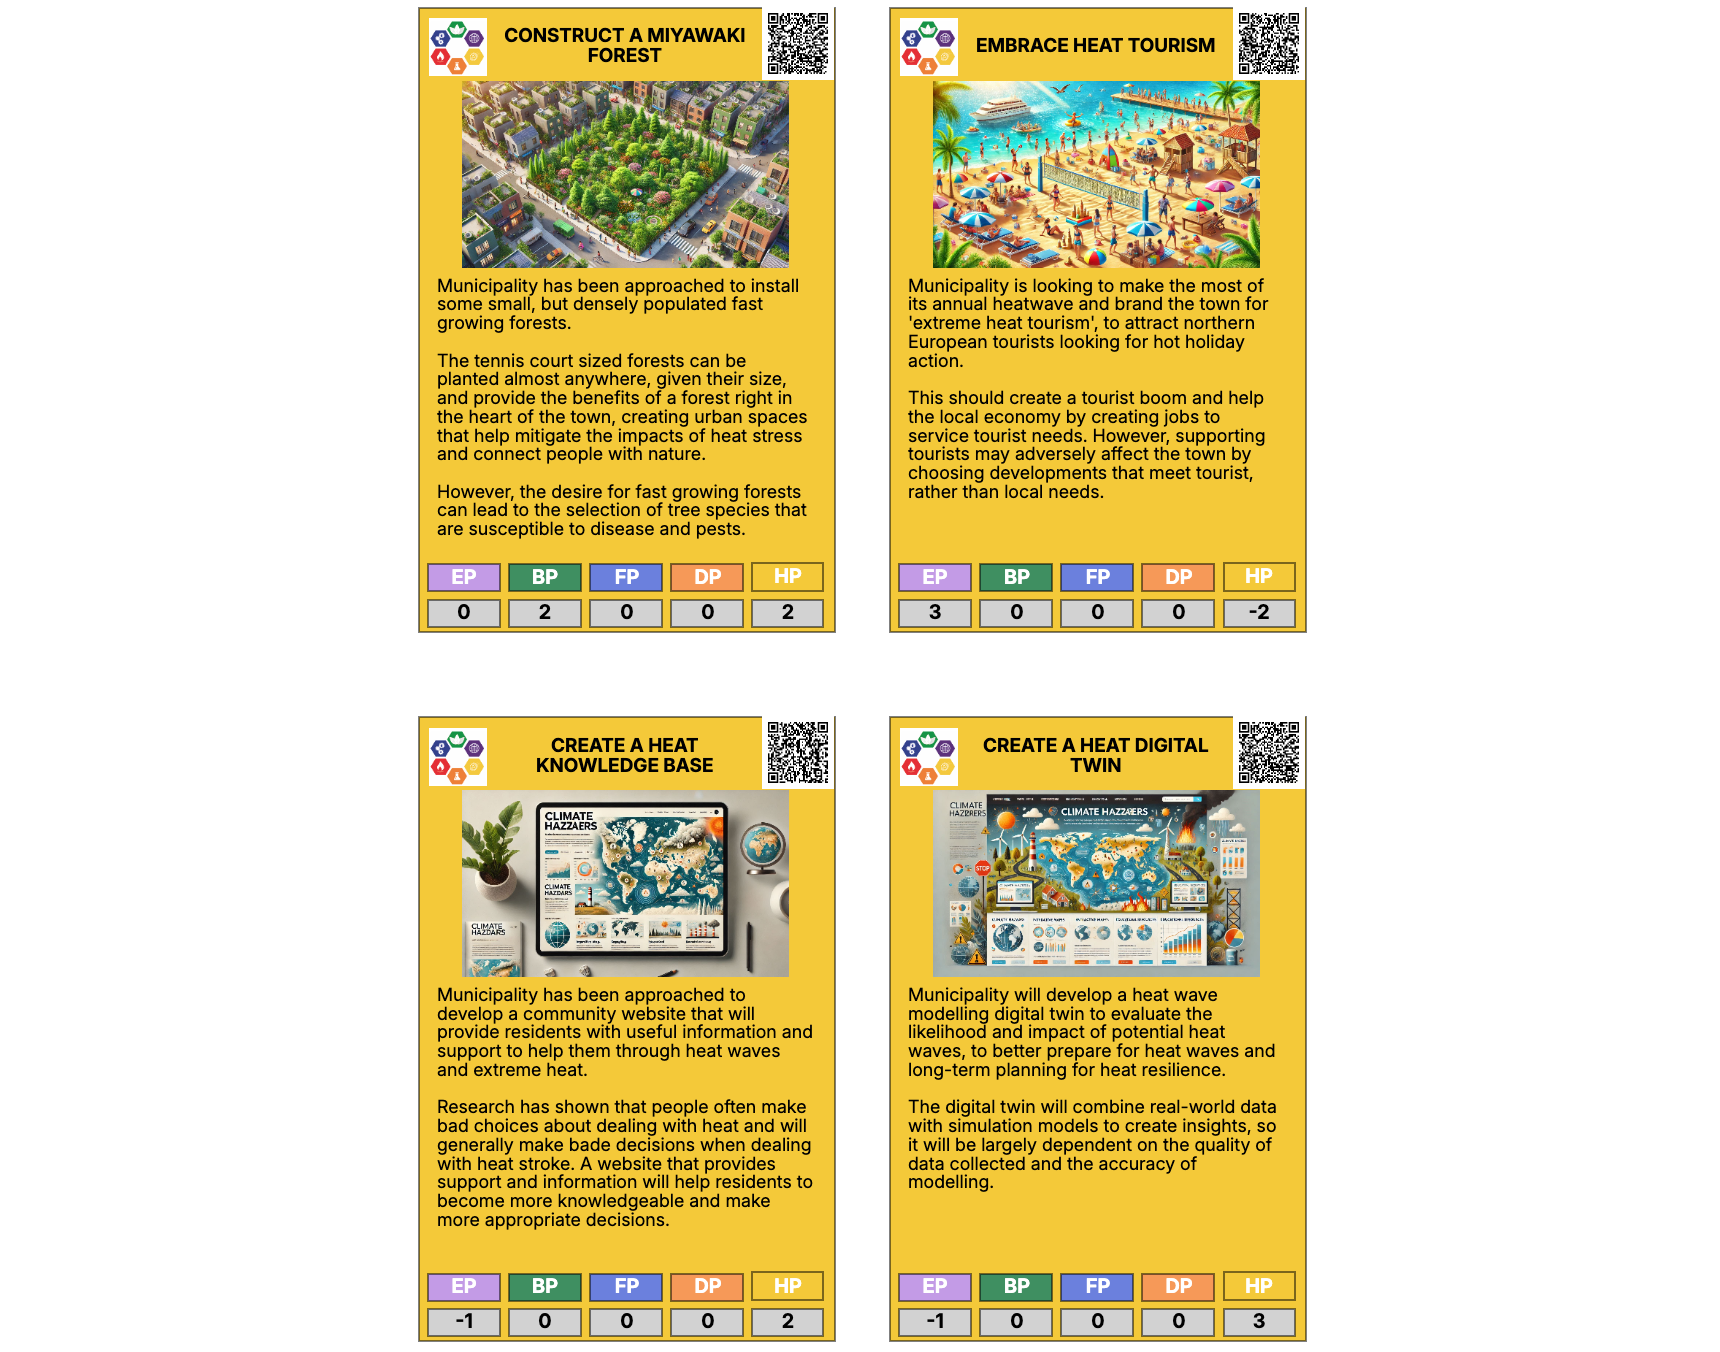 CONSTRUCT A MIYAWAKI
FOREST
Municipality has been approached to install
some small, but densely populated fast
growing forests.
The tennis court sized forests can be
planted almost anywhere, given their size,
and provide the benefits of a forest right in
the heart of the town, creating urban spaces
that help mitigate the impacts of heat stress
and connect people with nature.
However, the desire for fast growing forests
can lead to the selection of tree species that
are susceptible to disease and pests.
EP BP FP DP HP
0 2 0 0 2
EMBRACE HEAT TOURISM
Municipality is looking to make the most of
its annual heatwave and brand the town for
'extreme heat tourism', to attract northern
European tourists looking for hot holiday
action.
This should create a tourist boom and help
the local economy by creating jobs to
service tourist needs. However, supporting
tourists may adversely affect the town by
choosing developments that meet tourist,
rather than local needs.
EP BP FP DP HP
3 0 0 0 -2
CREATE A HEAT
KNOWLEDGE BASE
CLIMATE
HAZZAERS
CLIMATE
CLIMATE
Municipality has been approached to
develop a community website that will
provide residents with useful information and
support to help them through heat waves
and extreme heat.
Research has shown that people often make
bad choices about dealing with heat and will
generally make bade decisions when dealing
with heat stroke. A website that provides
support and information will help residents to
become more knowledgeable and make
more appropriate decisions.
EP BP FP DP HP
-1 0 0 0 2
CREATE A HEAT DIGITAL
TWIN
CLIMATE
CLIMATE
STOP
Municipality will develop a heat wave
modelling digital twin to evaluate the
likelihood and impact of potential heat
waves, to better prepare for heat waves and
long-term planning for heat resilience.
The digital twin will combine real-world data
with simulation models to create insights, so
it will be largely dependent on the quality of
data collected and the accuracy of
modelling.
EP BP FP DP HP
-1 0 0 0 3